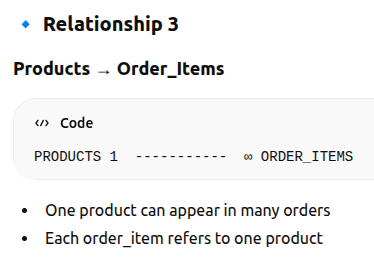 🔹 Relationship 3
Products → Order_Items
</> Code
PRODUCTS 1  -----------  ∞ ORDER_ITEMS
• One product can appear in many orders
• Each order_item refers to one product